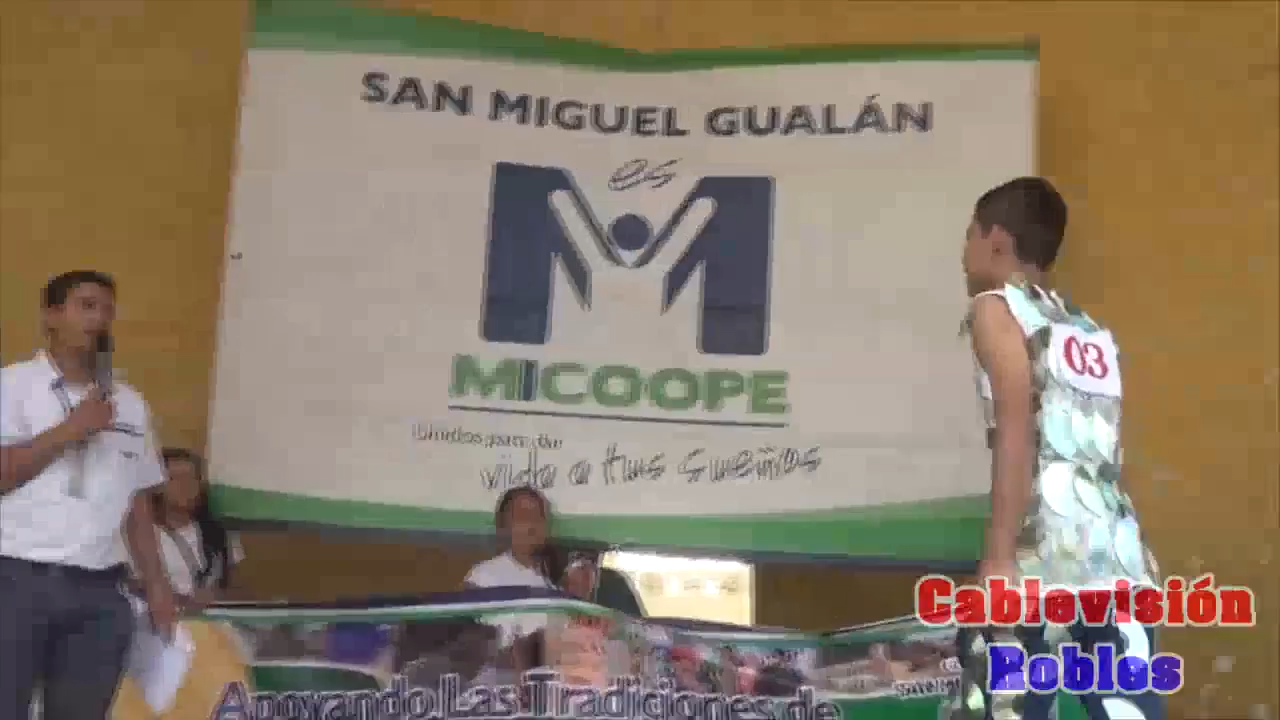 SAN MIGUEL GUALÁN
es
MICOOPE
Unidos para dar
vida a tus sueños
03
Cablevisión
Robles
Apoyando Las Tradiciones de